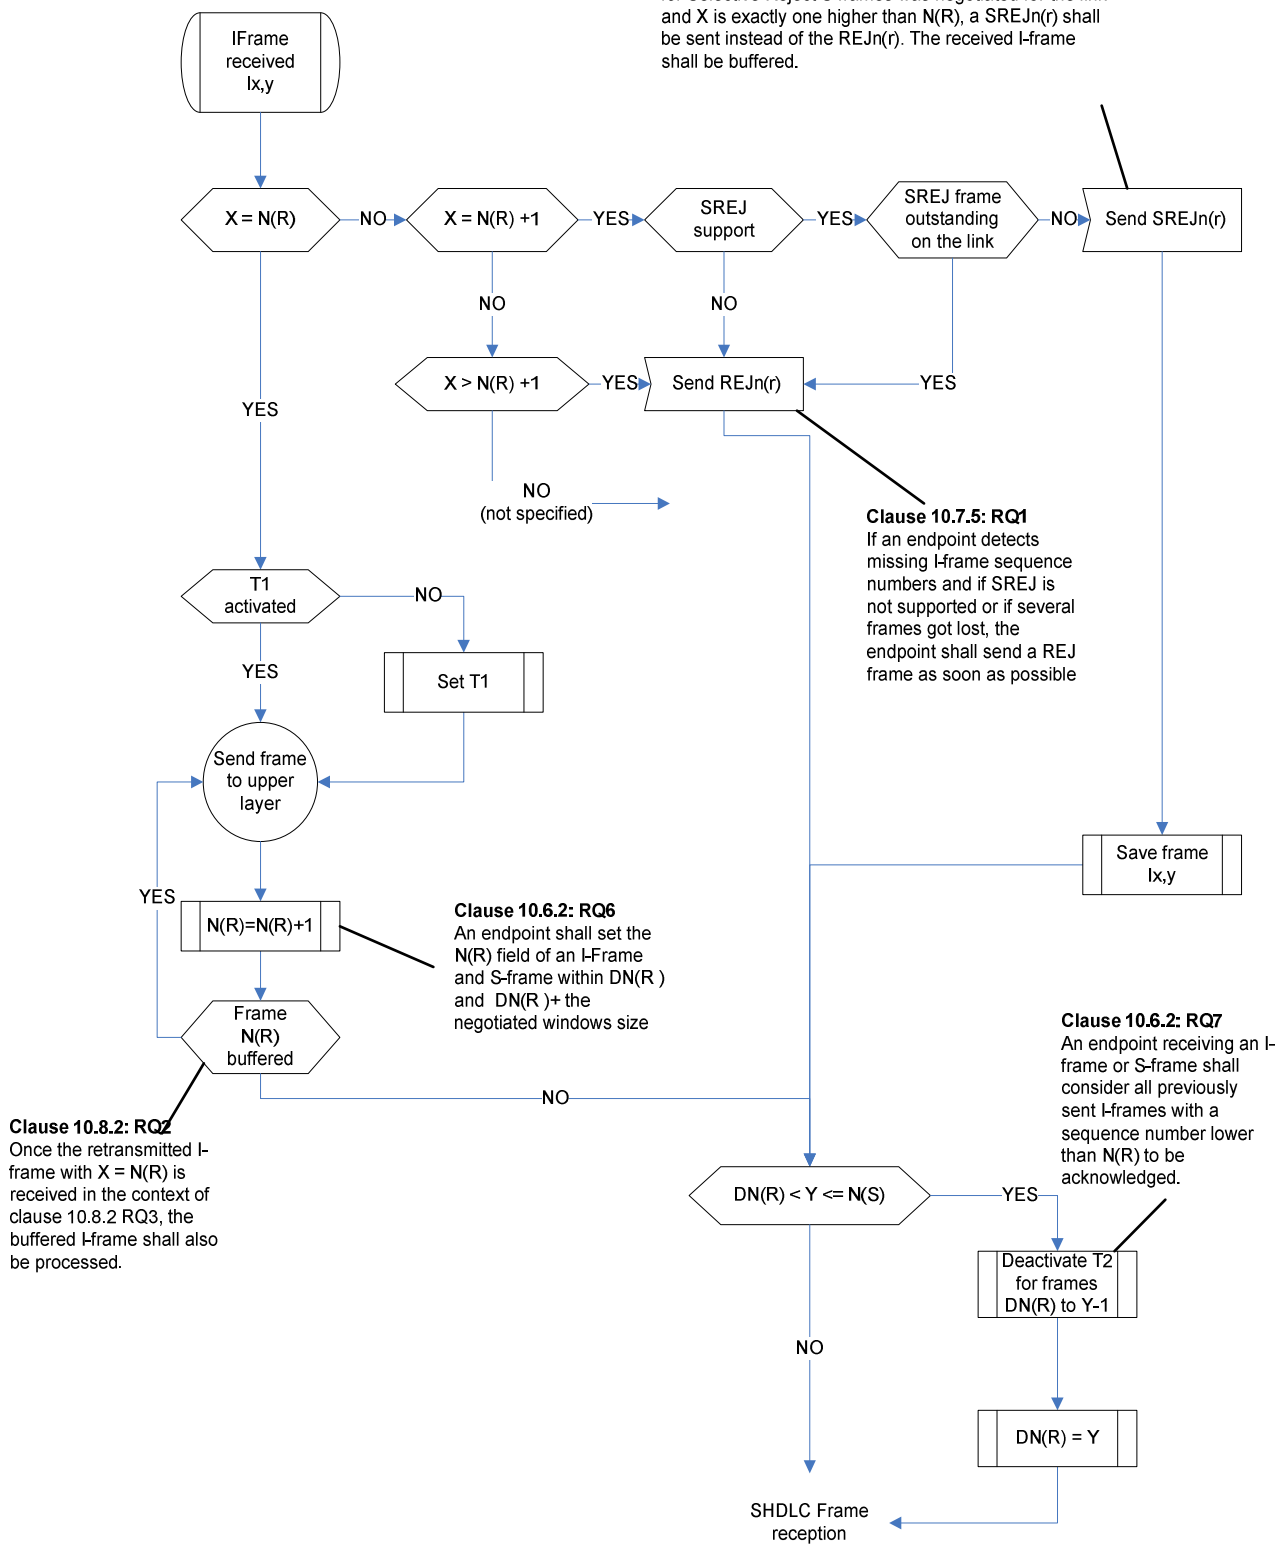 for Selective Reject S-frames was negotiated for the link
and X is exactly one higher than N(R), a SREJn(r) shall
be sent instead of the REJn(r). The received I-frame
shall be buffered.
IFrame
received
Ix,y
X = N(R)
NO
X = N(R) +1
YES
SREJ
support
YES
SREJ frame
outstanding
on the link
NO
Send SREJn(r)
NO
NO
X > N(R) +1
YES
Send REJn(r)
YES
YES
NO
(not specified)
Clause 10.7.5: RQ1
If an endpoint detects
missing I-frame sequence
numbers and if SREJ is
not supported or if several
frames got lost, the
endpoint shall send a REJ
frame as soon as possible
T1
activated
NO
YES
Set T1
Send frame
to upper
layer
Save frame
Ix,y
YES
N(R)=N(R)+1
Clause 10.6.2: RQ6
An endpoint shall set the
N(R) field of an I-Frame
and S-frame within DN(R )
and DN(R )+ the
negotiated windows size
Frame
N(R)
buffered
NO
Clause 10.8.2: RQ2
Once the retransmitted I-
frame with X = N(R) is
received in the context of
clause 10.8.2 RQ3, the
buffered I-frame shall also
be processed.
Clause 10.6.2: RQ7
An endpoint receiving an I-
frame or S-frame shall
consider all previously
sent I-frames with a
sequence number lower
than N(R) to be
acknowledged.
DN(R) < Y <= N(S)
YES
Deactivate T2
for frames
DN(R) to Y-1
NO
DN(R) = Y
SHDLC Frame
reception